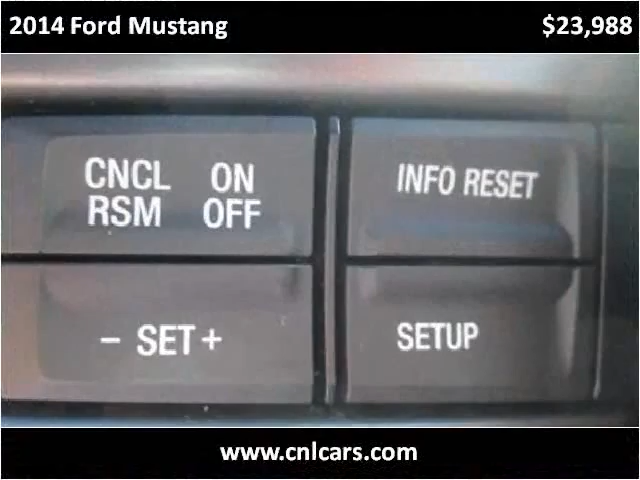 2014 Ford Mustang $23,988
CNCL ON
RSM OFF
INFO RESET
- SET +
SETUP
www.cnlcars.com